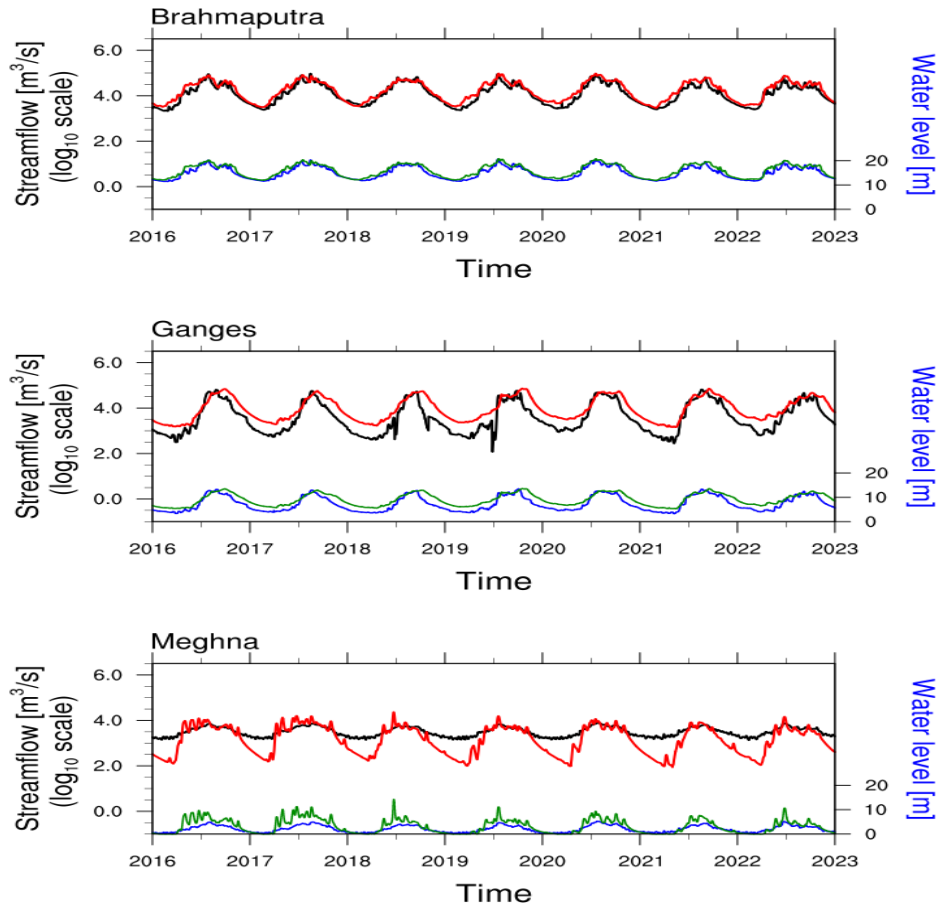 Brahmaputra
Streamflow [m³/s]
(log₁₀ scale)
6.0
4.0
2.0
0.0
Water level [m]
20
10
0
2016 2017 2018 2019 2020 2021 2022 2023
Time
Ganges
Streamflow [m³/s]
(log₁₀ scale)
6.0
4.0
2.0
0.0
Water level [m]
20
10
0
2016 2017 2018 2019 2020 2021 2022 2023
Time
Meghna
Streamflow [m³/s]
(log₁₀ scale)
6.0
4.0
2.0
0.0
Water level [m]
20
10
0
2016 2017 2018 2019 2020 2021 2022 2023
Time